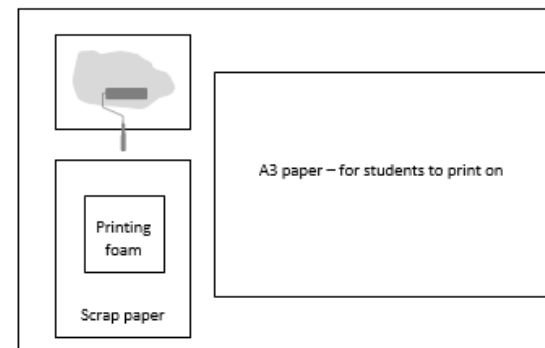 A3 paper – for students to print on
Printing
foam
Scrap paper